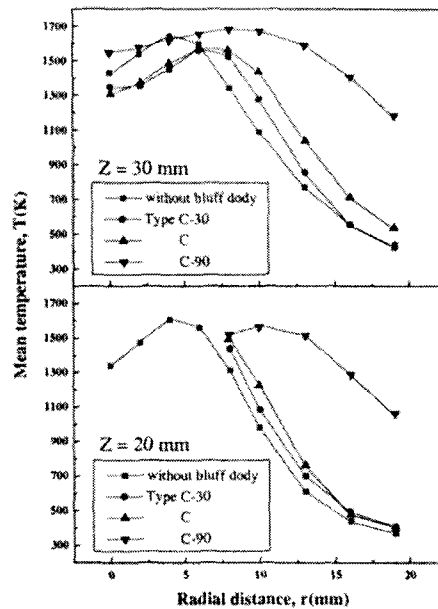 1700
1500
1300
1100
900
700
500
300
Z = 30 mm
without bluff dody
Type C-30
C
C-90
Mean temperature, T(K)
1700
1500
1300
1100
900
700
500
300
Z = 20 mm
without bluff dody
Type C-30
C
C-90
0 5 10 15 20
Radial distance, r(mm)